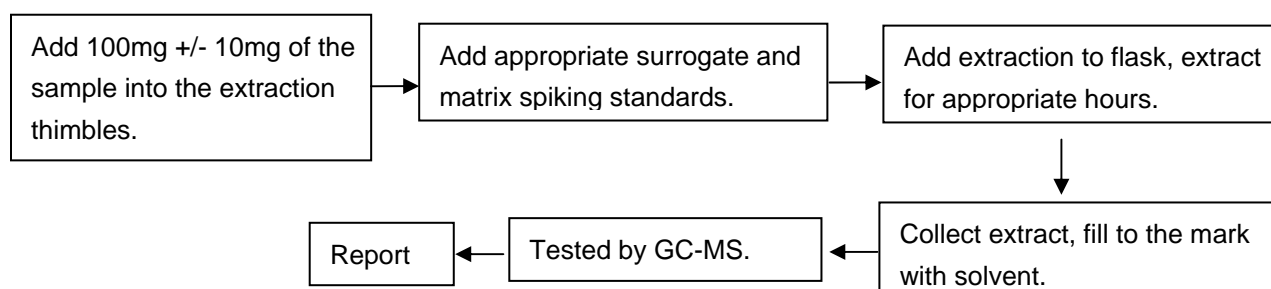 Add 100mg +/- 10mg of the
sample into the extraction
thimbles.
Add appropriate surrogate and
matrix spiking standards.
Add extraction to flask, extract
for appropriate hours.
Collect extract, fill to the mark
with solvent.
Tested by GC-MS.
Report